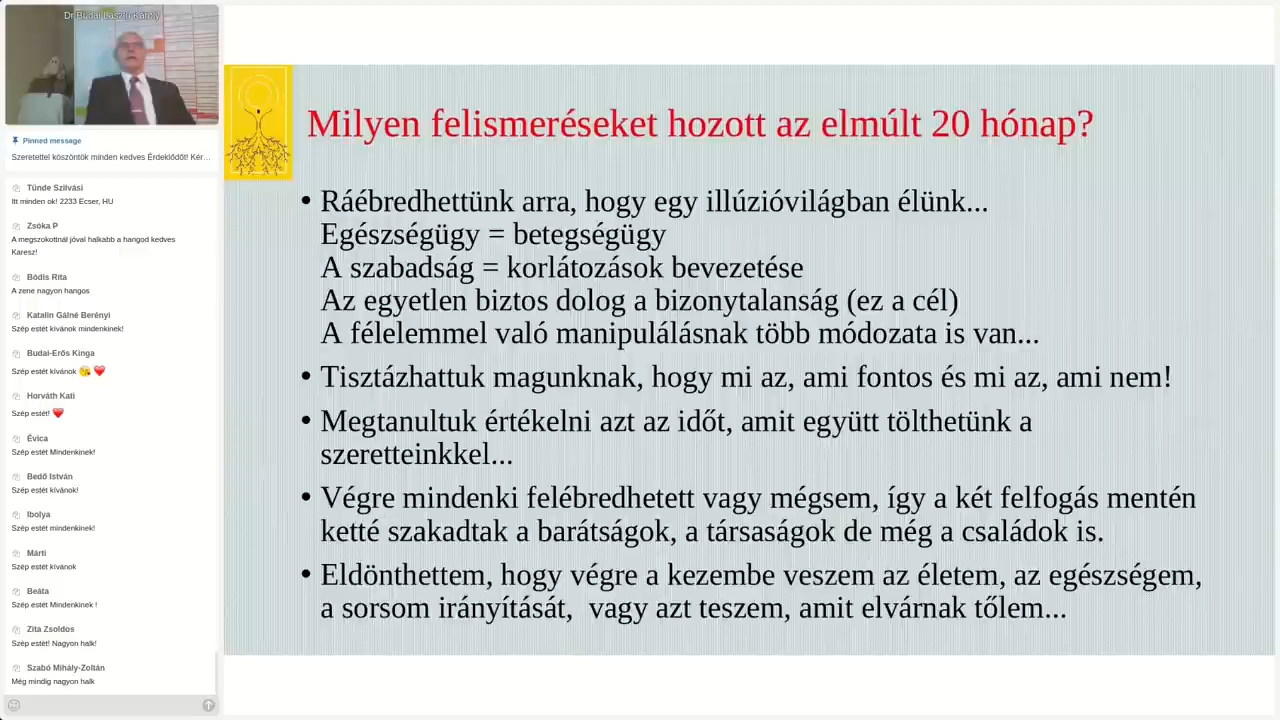 Dr Budai László Károly
Pinned message
Szeretettel köszöntök minden kedves Érdeklődőt! Kér...
Tünde Szilvási
Itt minden ok! 2233 Ecser, HU
Zsóka P
A megszokottnál jóval halkabb a hangod kedves
Karesz!
Bódis Rita
A zene nagyon hangos
Katalin Gálné Berényi
Szép estét kívánok mindenkinek!
Budai-Erős Kinga
Szép estét kívánok 😘 ❤️
Horváth Kati
Szép estét! ❤️
Évica
Szép estét Mindenkinek!
Bedő István
Szép estét kívánok!
Ibolya
Szép estét mindenkinek!
Márti
Szép estét kívánok
Beáta
Szép estét Mindenkinek !
Zita Zsoldos
Szép estét! Nagyon halk!
Szabó Mihály-Zoltán
Még mindig nagyon halk
Milyen felismeréseket hozott az elmúlt 20 hónap?
• Ráébredhettünk arra, hogy egy illúzióvilágban élünk...
Egészségügy = betegségügy
A szabadság = korlátozások bevezetése
Az egyetlen biztos dolog a bizonytalanság (ez a cél)
A félelemmel való manipulálásnak több módozata is van...
• Tisztázhattuk magunknak, hogy mi az, ami fontos és mi az, ami nem!
• Megtanultuk értékelni azt az időt, amit együtt tölthetünk a
szeretteinkkel...
• Végre mindenki felébredhetett vagy mégsem, így a két felfogás mentén
ketté szakadtak a barátságok, a társaságok de még a családok is.
• Eldönthettem, hogy végre a kezembe veszem az életem, az egészségem,
a sorsom irányítását,  vagy azt teszem, amit elvárnak tőlem...